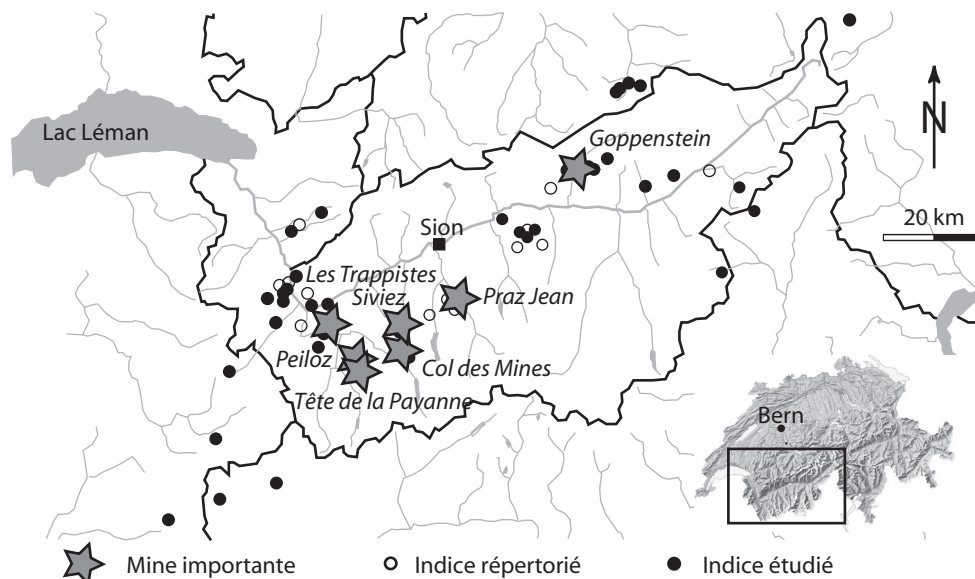 Lac Léman
Goppenstein
N
Sion
20 km
Les Trappistes
Siviez
Praz Jean
Peiloz
Col des Mines
Tête de la Payanne
Bern
Mine importante
Indice répertorié
Indice étudié